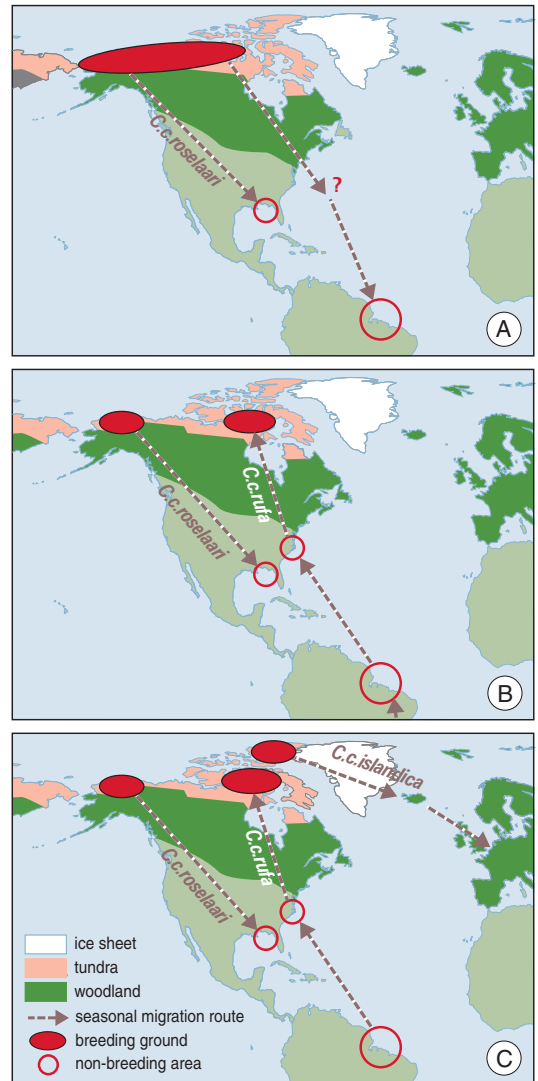 C.c.roselaari
?
A
C.c.rufa
C.c.roselaari
B
C.c.islandica
C.c.rufa
C.c.roselaari
ice sheet
tundra
woodland
seasonal migration route
breeding ground
non-breeding area
C